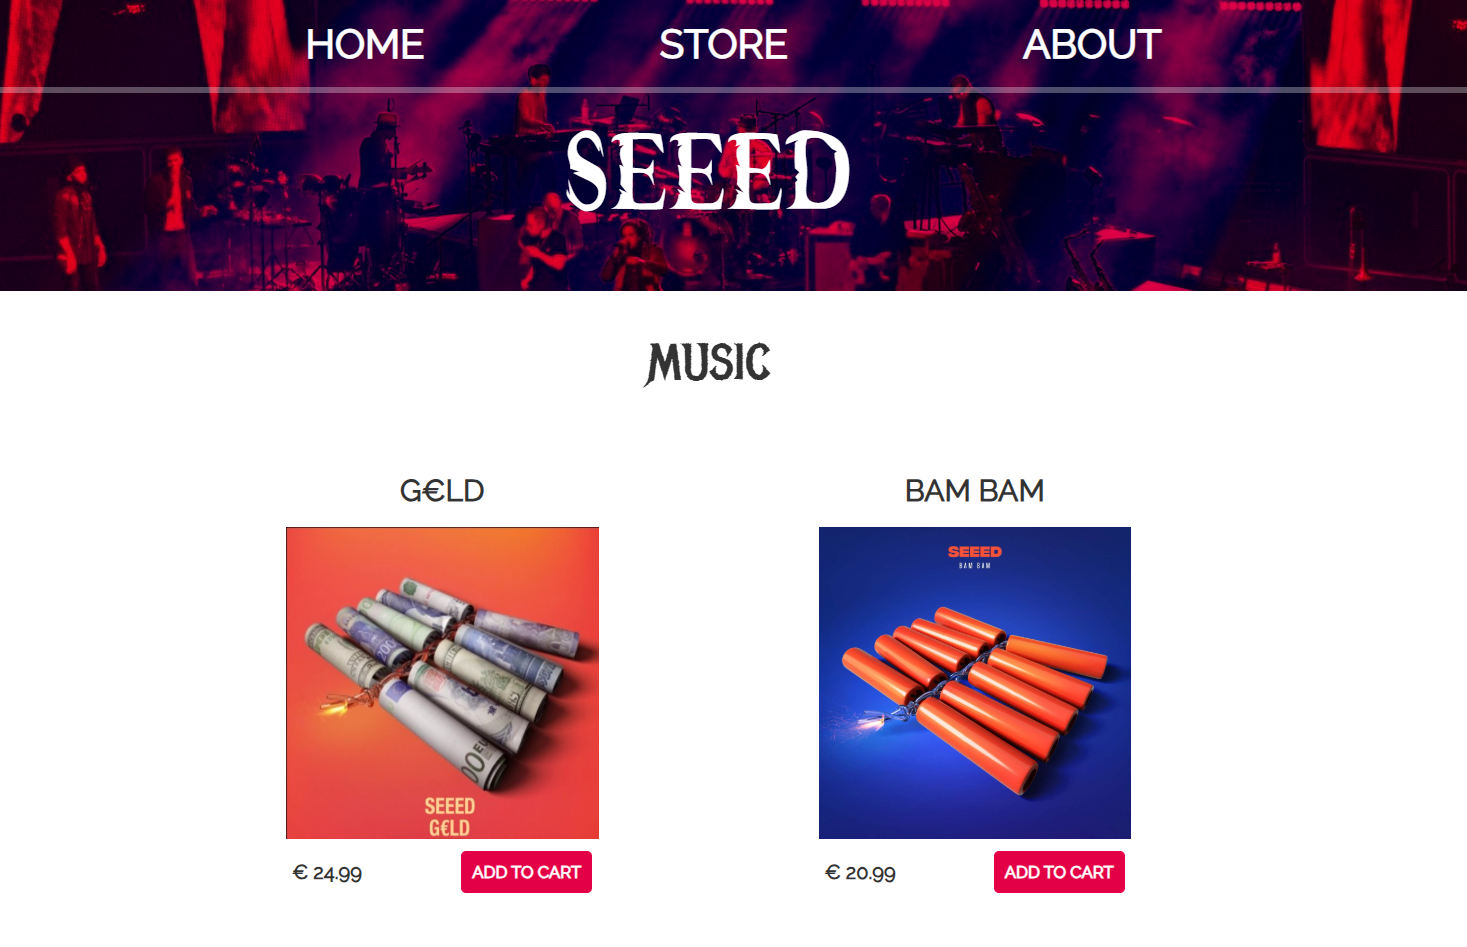 HOME STORE ABOUT
SEEED
MUSIC
G€LD
BAM BAM
SEEED
G€LD
SEEED
BAM BAM
€ 24.99 ADD TO CART
€ 20.99 ADD TO CART